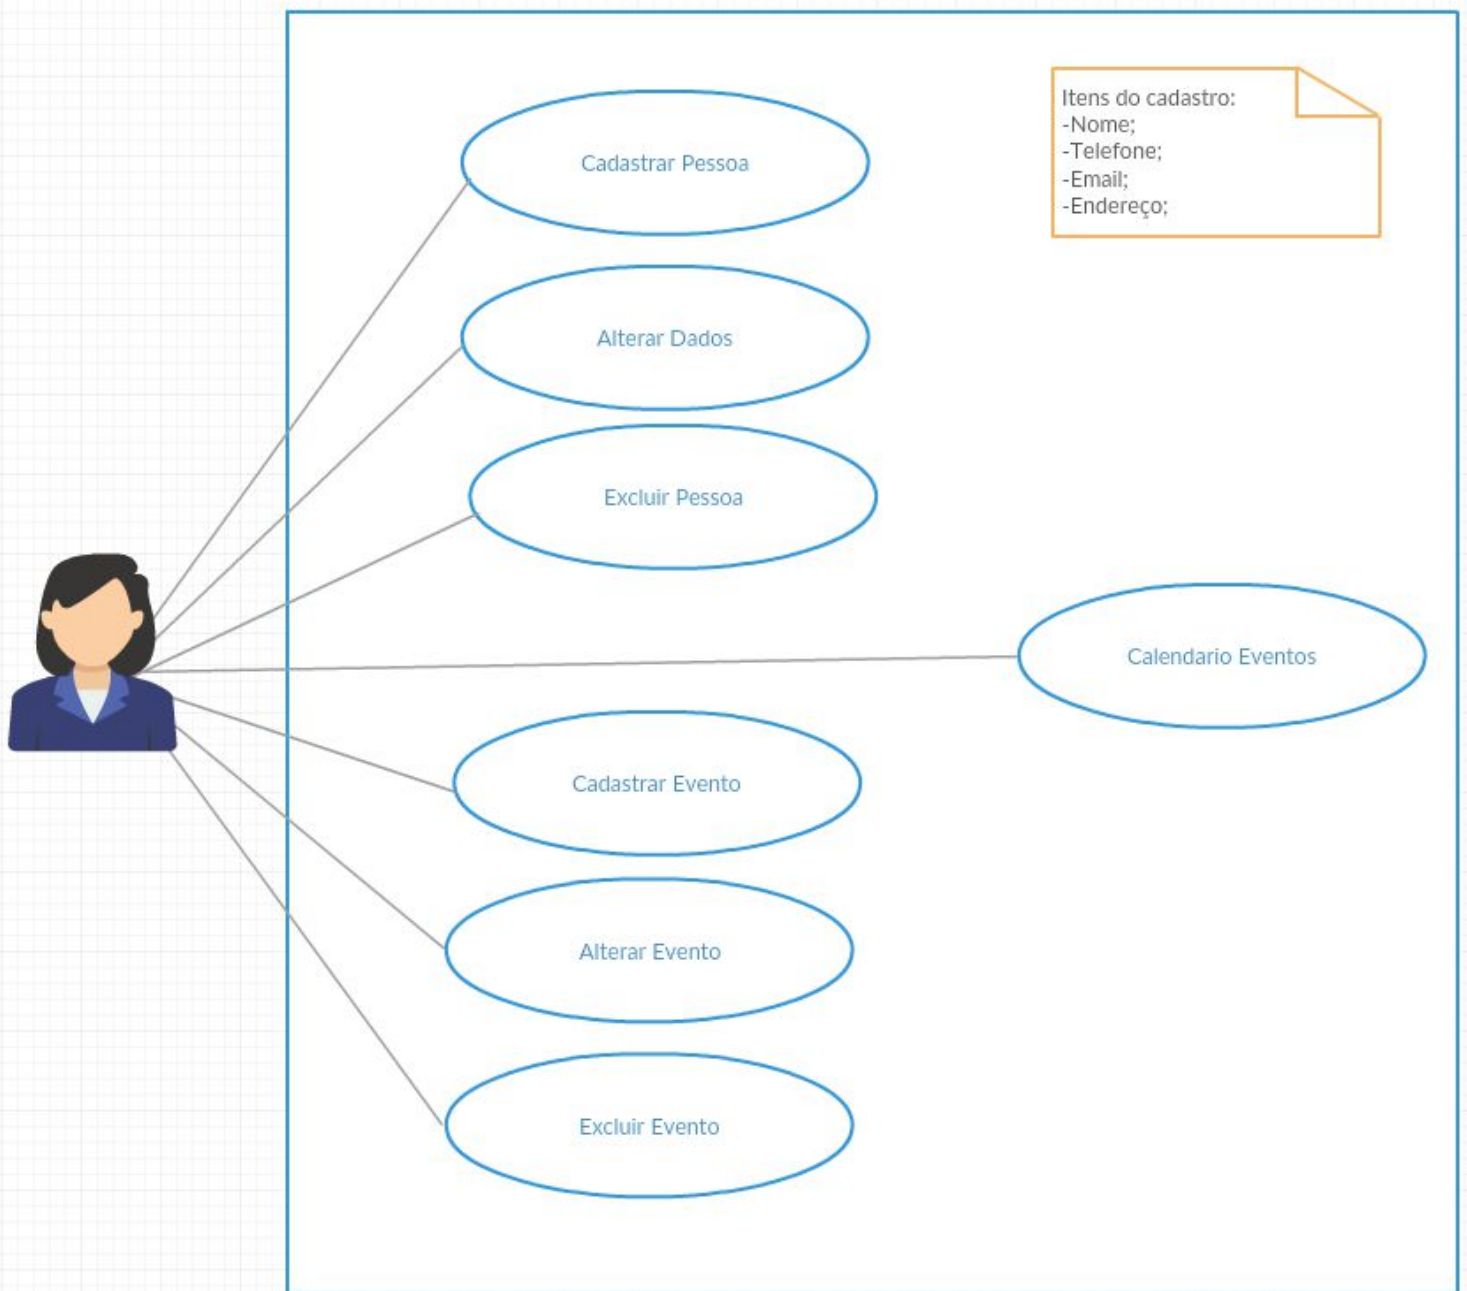 Itens do cadastro:
-Nome;
-Telefone;
-Email;
-Endereço;
Cadastrar Pessoa
Alterar Dados
Excluir Pessoa
Calendario Eventos
Cadastrar Evento
Alterar Evento
Excluir Evento